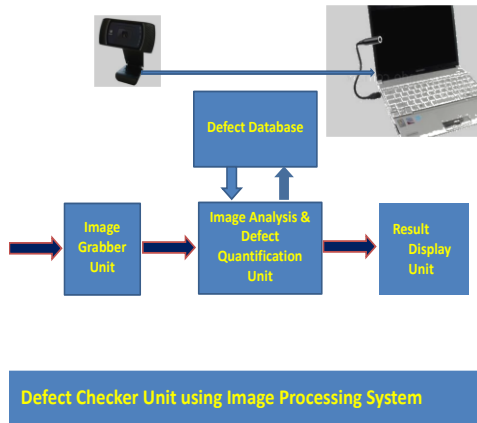 Defect Database
Image
Grabber
Unit
Image Analysis &
Defect
Quantification
Unit
Result
Display
Unit
Defect Checker Unit using Image Processing System